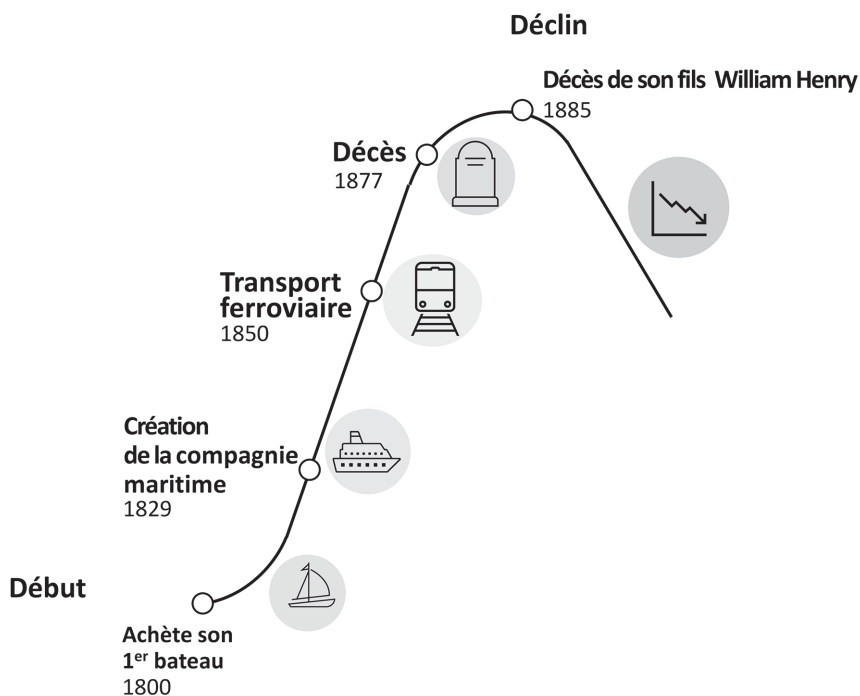 Déclin
Décès de son fils William Henry
1885
Décès
1877
Transport
ferroviaire
1850
Création
de la compagnie
maritime
1829
Début
Achète son
1er bateau
1800